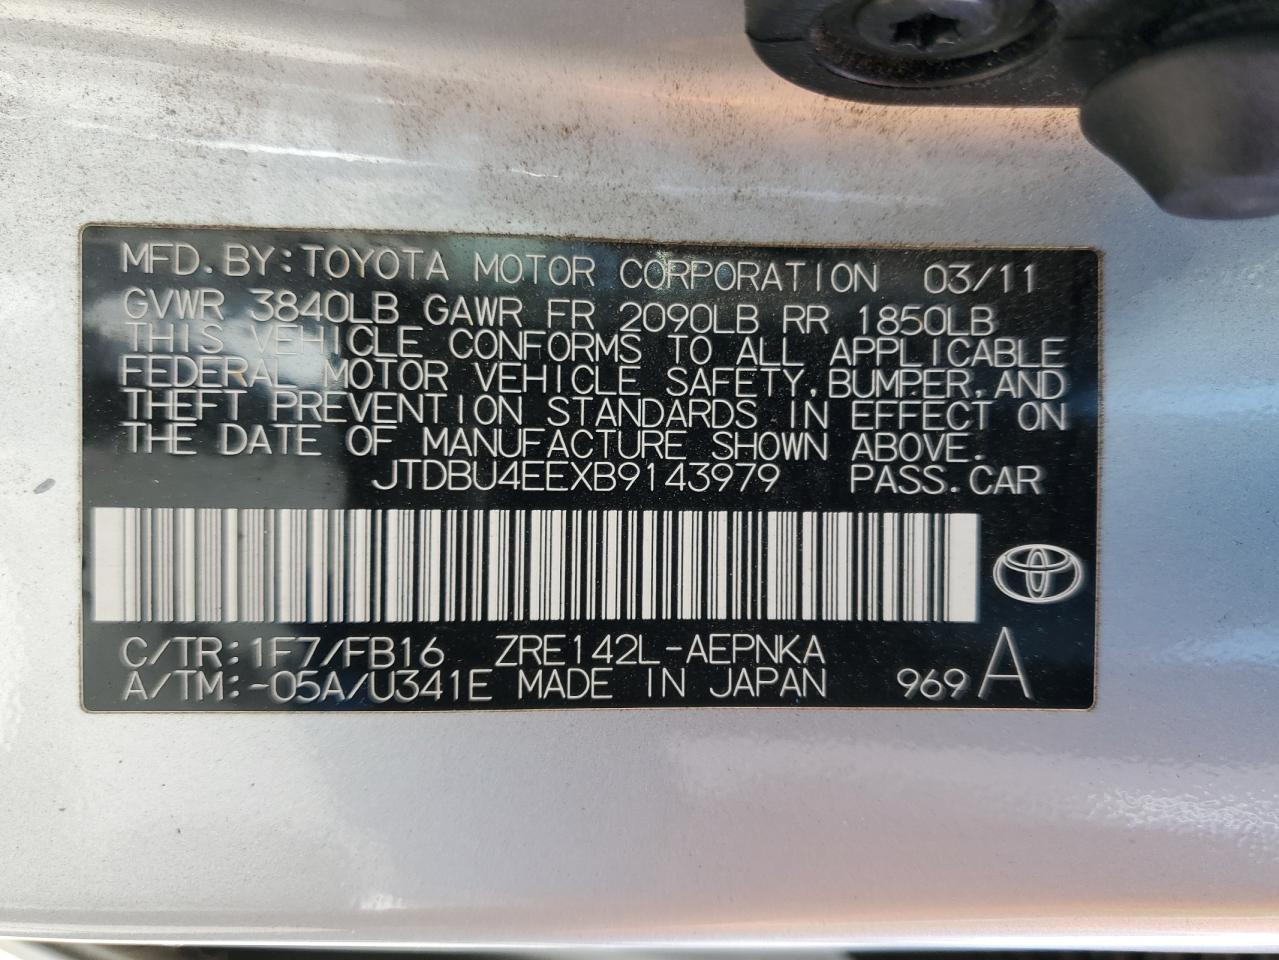 MFD. BY: TOYOTA MOTOR CORPORATION 03/11
GVWR 3840LB GAWR FR 2090LB RR 1850LB
THIS VEHICLE CONFORMS TO ALL APPLICABLE
FEDERAL MOTOR VEHICLE SAFETY, BUMPER, AND
THEFT PREVENTION STANDARDS IN EFFECT ON
THE DATE OF MANUFACTURE SHOWN ABOVE.
JTDBU4EEXB9143979 PASS. CAR
C/TR: 1F7/FB16 ZRE142L-AEPNKA
A/TM: -05A/U341E MADE IN JAPAN 969 A